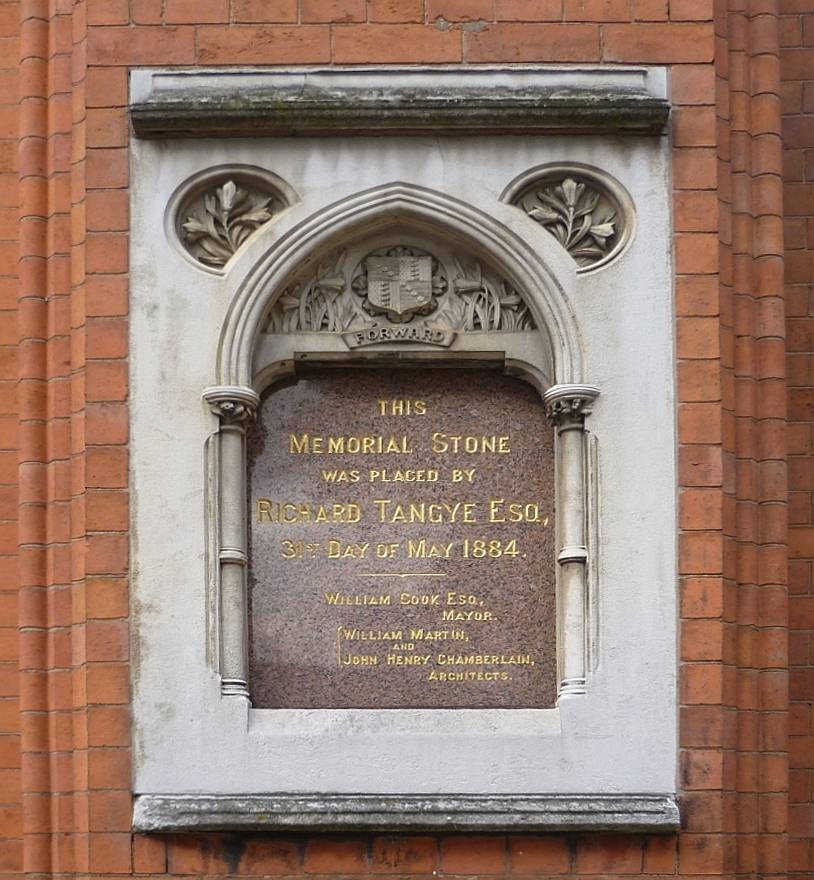 FORWARD
THIS
MEMORIAL STONE
WAS PLACED BY
RICHARD TANGYE ESQ.,
31ST DAY OF MAY 1884.
WILLIAM COOK ESQ.,
MAYOR.
WILLIAM MARTIN,
AND
JOHN HENRY CHAMBERLAIN,
ARCHITECTS.